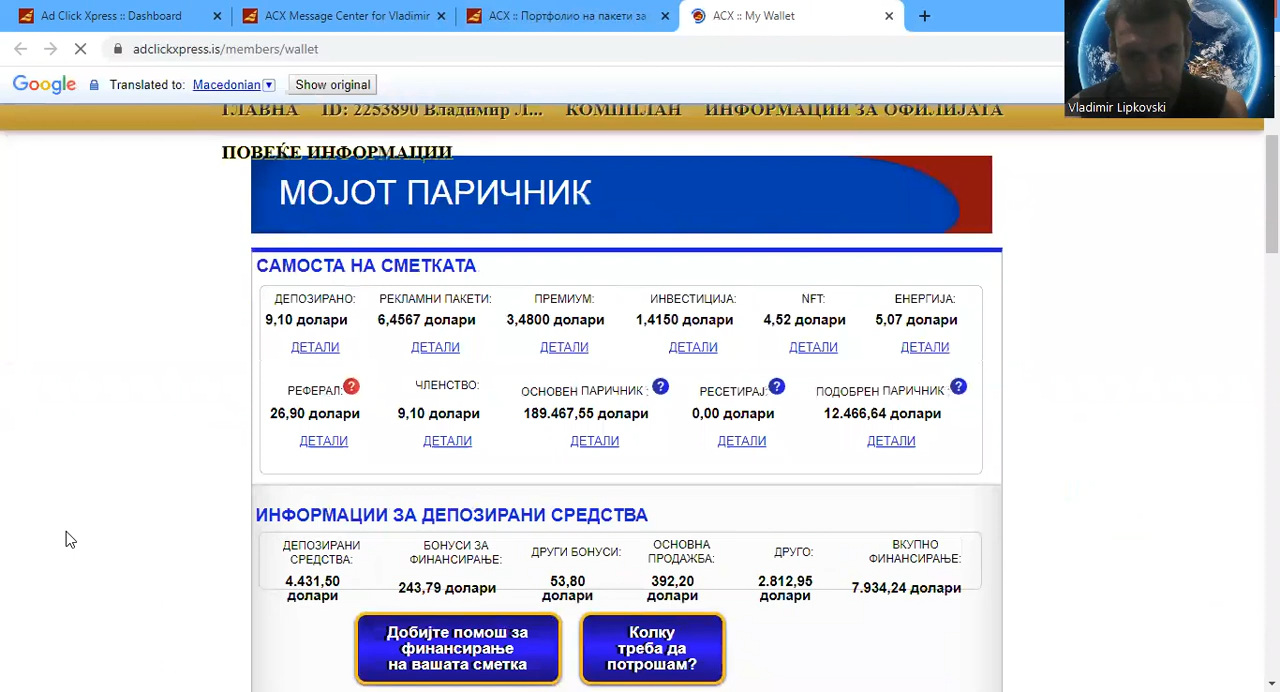 Ad Click Xpress :: Dashboard
ACX Message Center for Vladimir
ACX :: Портфолио на пакети за
ACX :: My Wallet
adclickxpress.is/members/wallet
Google Translated to: Macedonian Show original
Vladimir Lipkovski
ГЛАВНА ID: 2253890 Владимир Л... КОМПЛАН ИНФОРМАЦИИ ЗА ОФИЛИЈАТА
ПОВЕЌЕ ИНФОРМАЦИИ
МОЈОТ ПАРИЧНИК
САМОСТА НА СМЕТКАТА
ДЕПОЗИРАНО: РЕКЛАМНИ ПАКЕТИ: ПРЕМИУМ: ИНВЕСТИЦИЈА: NFT: ЕНЕРГИЈА:
9,10 долари 6,4567 долари 3,4800 долари 1,4150 долари 4,52 долари 5,07 долари
ДЕТАЛИ ДЕТАЛИ ДЕТАЛИ ДЕТАЛИ ДЕТАЛИ ДЕТАЛИ
РЕФЕРАЛ: ? ЧЛЕНСТВО: ОСНОВЕН ПАРИЧНИК : ? РЕСЕТИРАЈ: ? ПОДОБРЕН ПАРИЧНИК : ?
26,90 долари 9,10 долари 189.467,55 долари 0,00 долари 12.466,64 долари
ДЕТАЛИ ДЕТАЛИ ДЕТАЛИ ДЕТАЛИ ДЕТАЛИ
ИНФОРМАЦИИ ЗА ДЕПОЗИРАНИ СРЕДСТВА
ДЕПОЗИРАНИ
СРЕДСТВА:
4.431,50
долари
БОНУСИ ЗА
ФИНАНСИРАЊЕ:
243,79 долари
ДРУГИ БОНУСИ:
53,80
долари
ОСНОВНА
ПРОДАЖБА:
392,20
долари
ДРУГО:
2.812,95
долари
ВКУПНО
ФИНАНСИРАЊЕ:
7.934,24 долари
Добијте помош за
финансирање
на вашата сметка
Колку
треба да
потрошам?